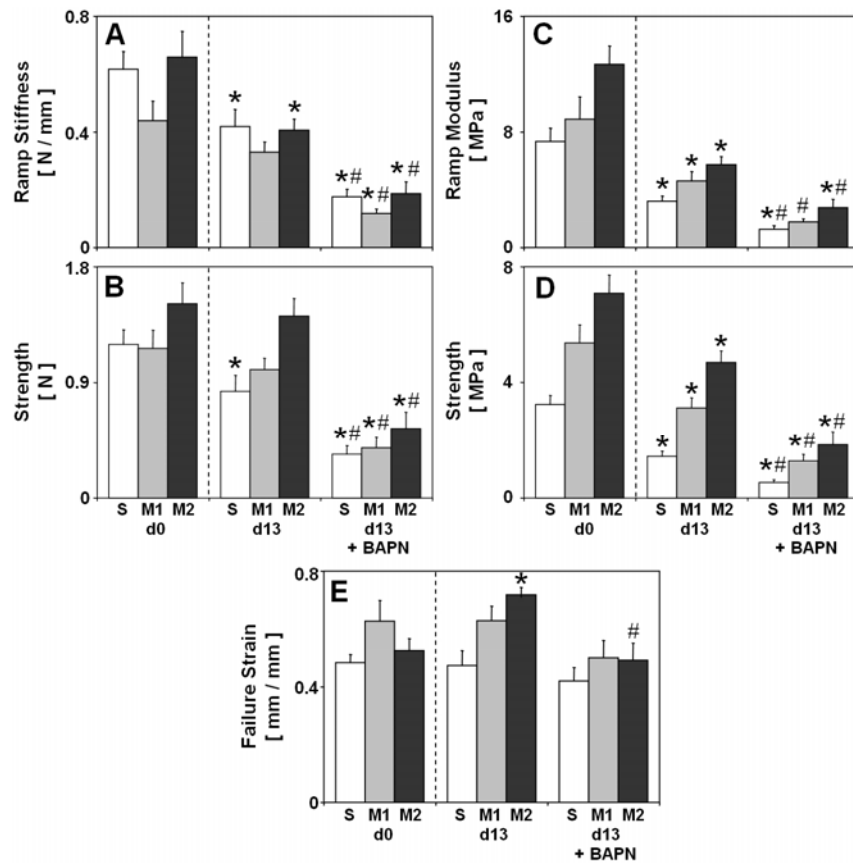 A
Ramp Stiffness
[ N / mm ]
0.8
0.4
0
* *
*# *# *#
C
Ramp Modulus
[ MPa ]
16
8
0
* * *
*# # *#
B
Strength
[ N ]
1.8
0.9
0
*
*# *# *#
S M1 M2 S M1 M2 S M1 M2
d0 d13 d13
+ BAPN
D
Strength
[ MPa ]
8
4
0
* * *
*# *# *#
S M1 M2 S M1 M2 S M1 M2
d0 d13 d13
+ BAPN
E
Failure Strain
[ mm / mm ]
0.8
0.4
0
*
#
S M1 M2 S M1 M2 S M1 M2
d0 d13 d13
+ BAPN